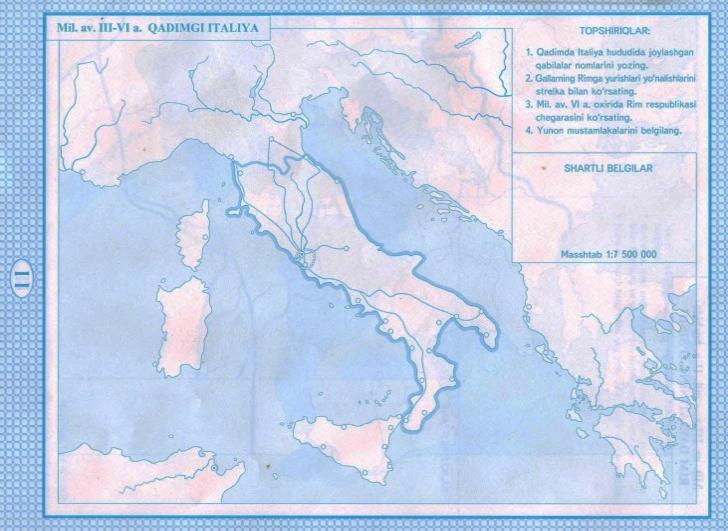 Mil. av. III-VI a. QADIMGI ITALIYA
TOPSHIRIQLAR:
1. Qadimda Italiya hududida joylashgan
qabilalar nomlarini yozing.
2. Gallarning Rimga yurishlari yo'nalishlarini
strelka bilan ko'rsating.
3. Mil. av. VI a. oxirida Rim respublikasi
chegarasini ko'rsating.
4. Yunon mustamlakalarini belgilang.
SHARTLI BELGILAR
Masshtab 1:7 500 000
11